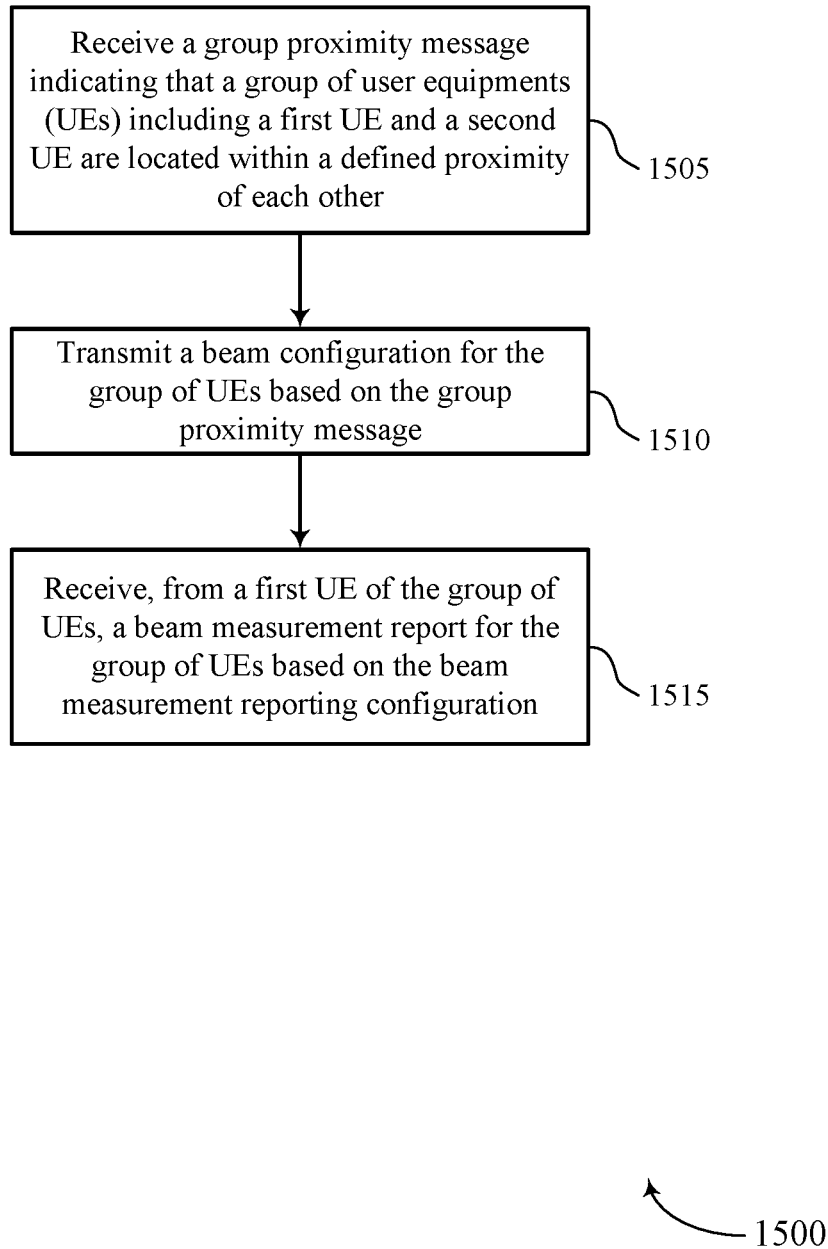 Receive a group proximity message
indicating that a group of user equipments
(UEs) including a first UE and a second
UE are located within a defined proximity
of each other
1505
Transmit a beam configuration for the
group of UEs based on the group
proximity message
1510
Receive, from a first UE of the group of
UEs, a beam measurement report for the
group of UEs based on the beam
measurement reporting configuration
1515
1500